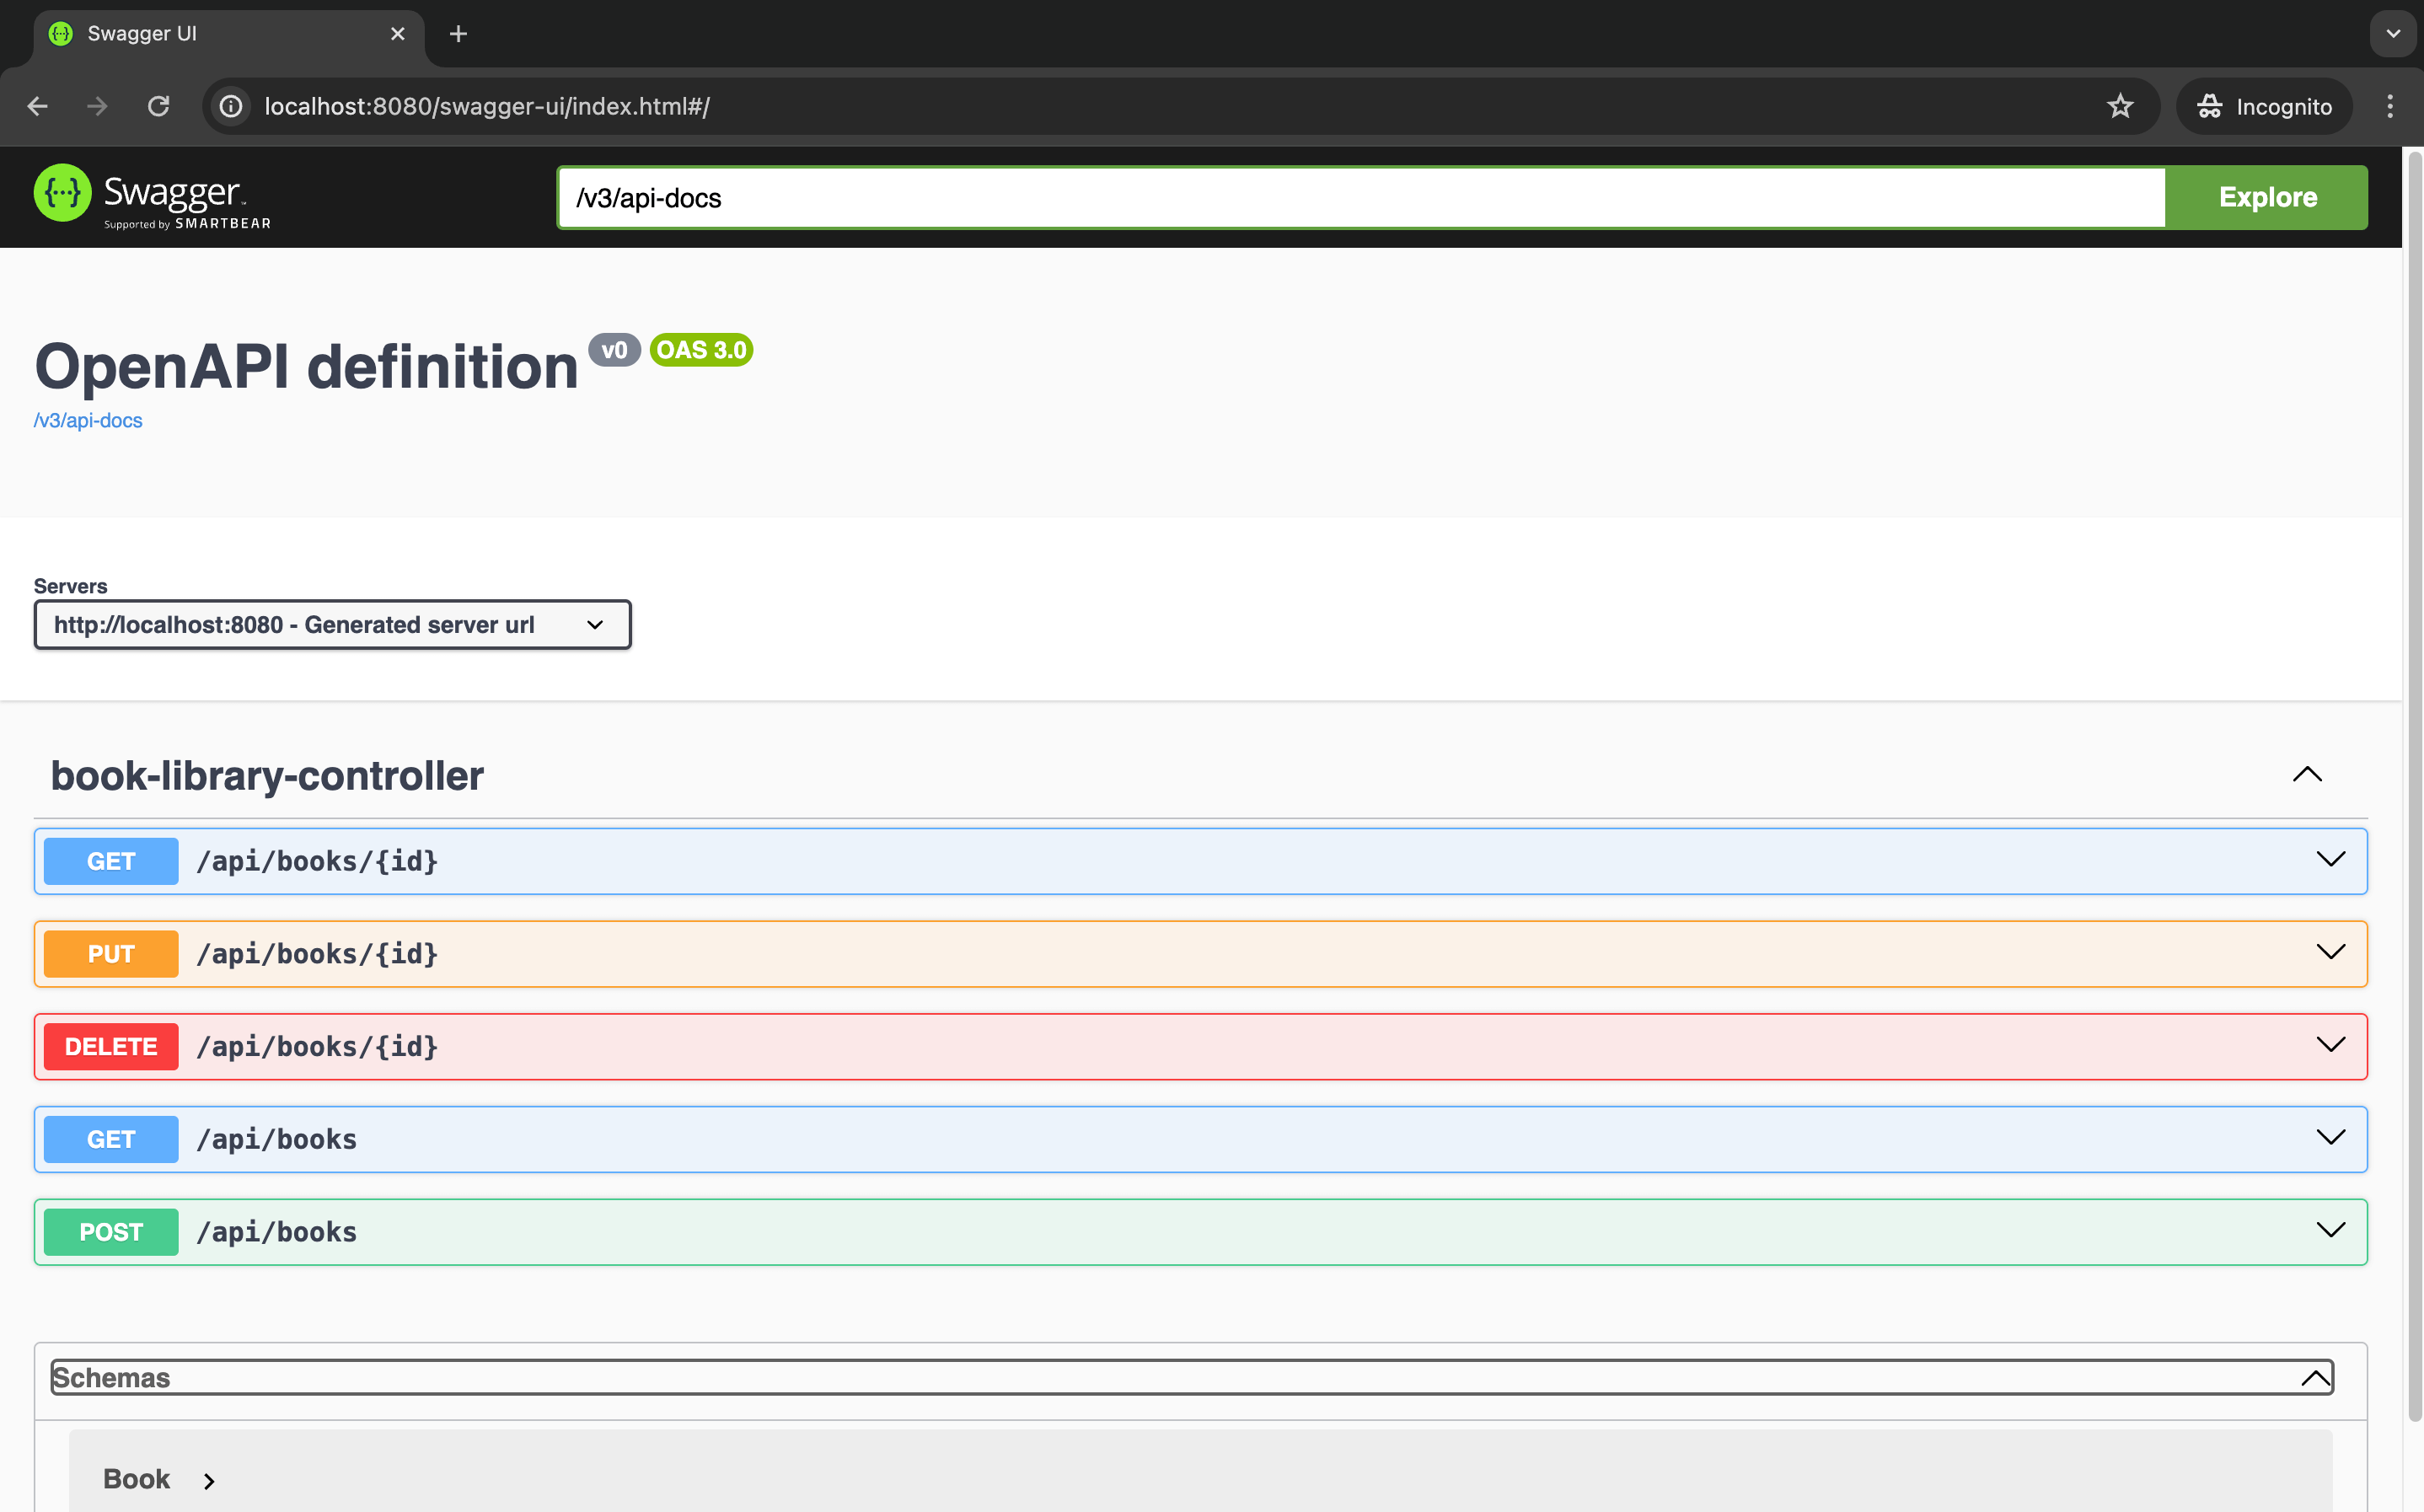 Swagger UI
localhost:8080/swagger-ui/index.html#/
Incognito
Swagger
Supported by SMARTBEAR
/v3/api-docs
Explore
OpenAPI definition v0 OAS 3.0
/v3/api-docs
Servers
http://localhost:8080 - Generated server url
book-library-controller
GET /api/books/{id}
PUT /api/books/{id}
DELETE /api/books/{id}
GET /api/books
POST /api/books
Schemas
Book